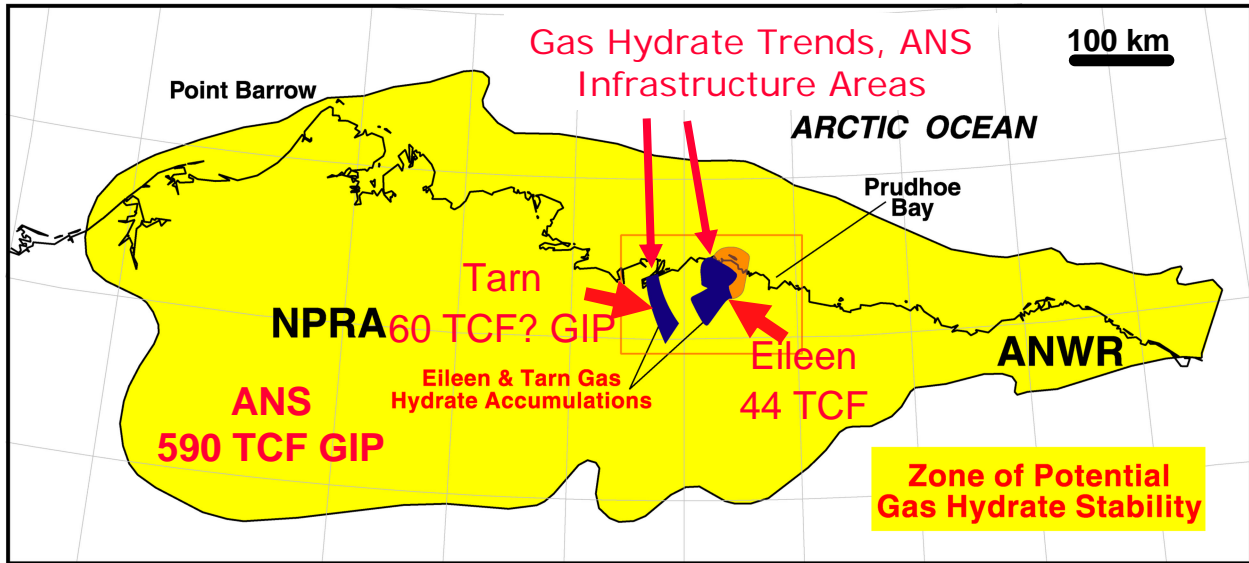 Gas Hydrate Trends, ANS
Infrastructure Areas
100 km
Point Barrow
ARCTIC OCEAN
Prudhoe
Bay
Tarn
60 TCF? GIP
NPRA
Eileen
44 TCF
ANWR
Eileen & Tarn Gas
Hydrate Accumulations
ANS
590 TCF GIP
Zone of Potential
Gas Hydrate Stability